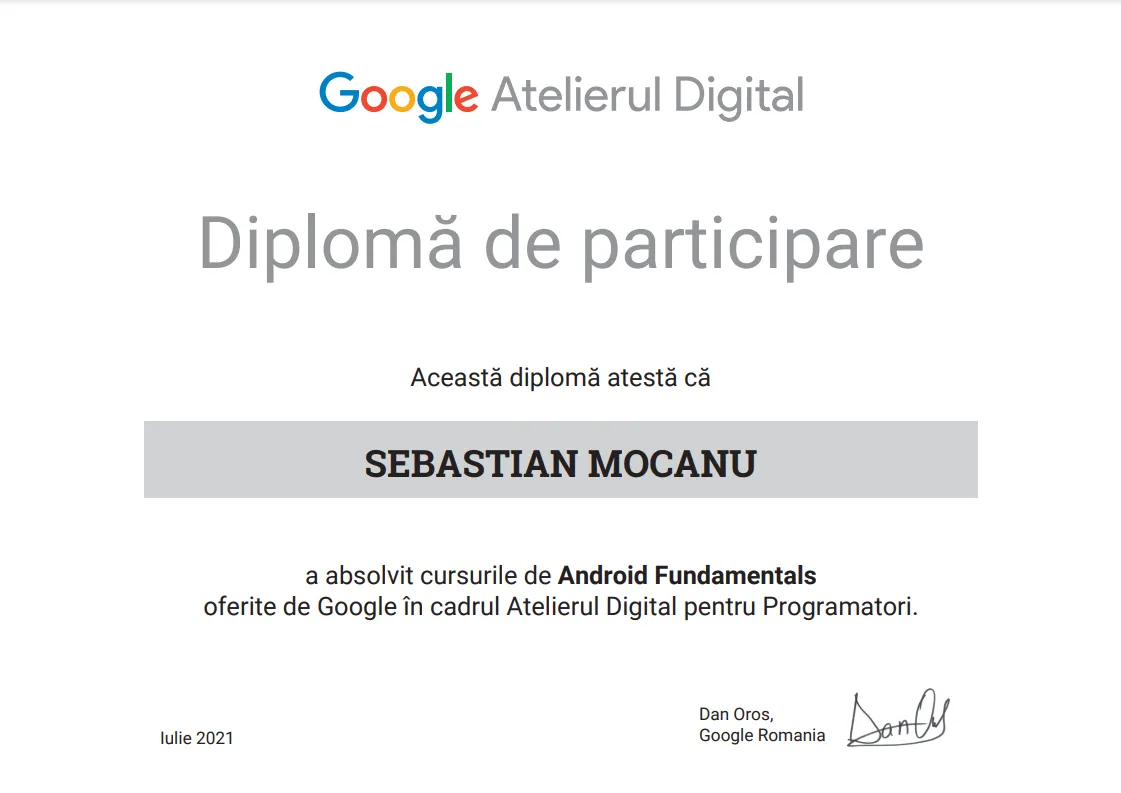 Google Atelierul Digital
Diplomă de participare
Această diplomă atestă că
SEBASTIAN MOCANU
a absolvit cursurile de Android Fundamentals
oferite de Google în cadrul Atelierul Digital pentru Programatori.
Iulie 2021
Dan Oros,
Google Romania
Dan Os